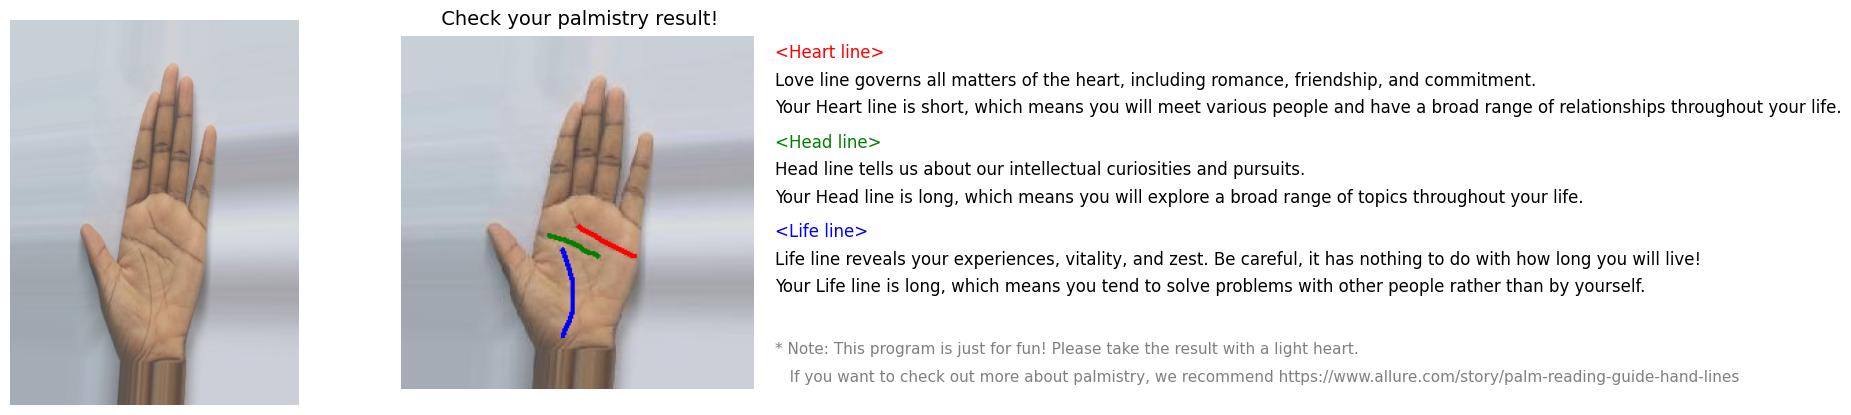 Check your palmistry result!
<Heart line>
Love line governs all matters of the heart, including romance, friendship, and commitment.
Your Heart line is short, which means you will meet various people and have a broad range of relationships throughout your life.
<Head line>
Head line tells us about our intellectual curiosities and pursuits.
Your Head line is long, which means you will explore a broad range of topics throughout your life.
<Life line>
Life line reveals your experiences, vitality, and zest. Be careful, it has nothing to do with how long you will live!
Your Life line is long, which means you tend to solve problems with other people rather than by yourself.
* Note: This program is just for fun! Please take the result with a light heart.
If you want to check out more about palmistry, we recommend https://www.allure.com/story/palm-reading-guide-hand-lines